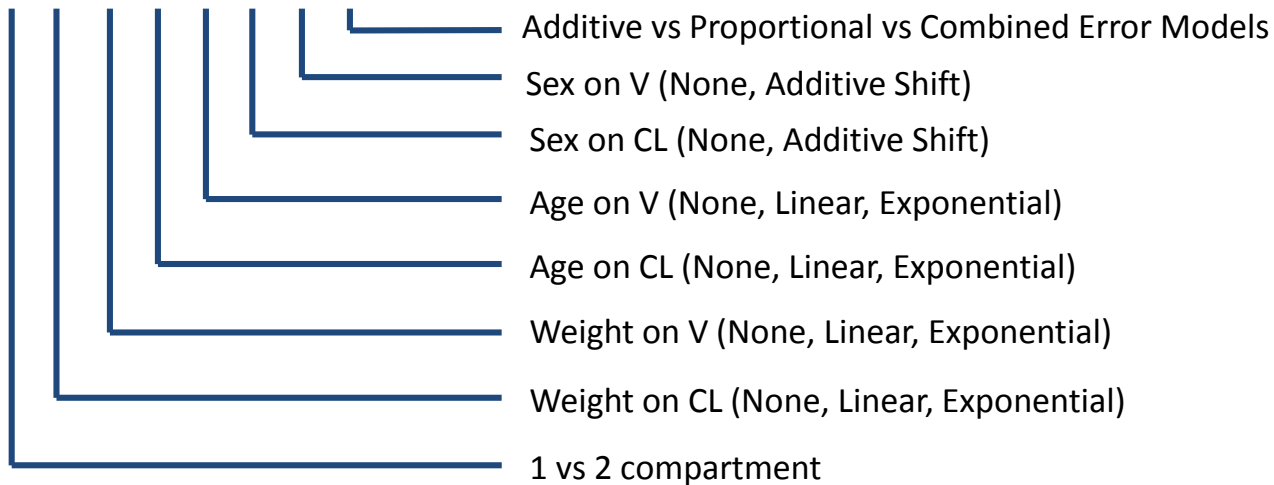 Additive vs Proportional vs Combined Error Models
Sex on V (None, Additive Shift)
Sex on CL (None, Additive Shift)
Age on V (None, Linear, Exponential)
Age on CL (None, Linear, Exponential)
Weight on V (None, Linear, Exponential)
Weight on CL (None, Linear, Exponential)
1 vs 2 compartment